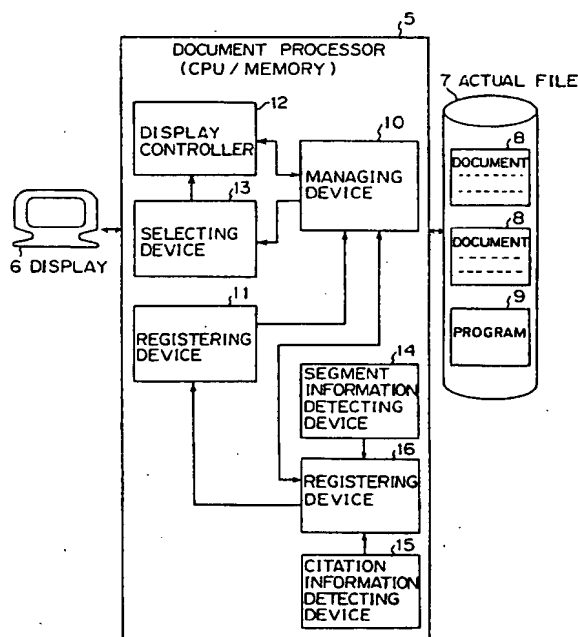 5
DOCUMENT PROCESSOR
(CPU / MEMORY)
7 ACTUAL FILE
12
DISPLAY
CONTROLLER
10
MANAGING
DEVICE
8
DOCUMENT
13
SELECTING
DEVICE
6 DISPLAY
8
DOCUMENT
11
REGISTERING
DEVICE
9
PROGRAM
14
SEGMENT
INFORMATION
DETECTING
DEVICE
16
REGISTERING
DEVICE
15
CITATION
INFORMATION
DETECTING
DEVICE